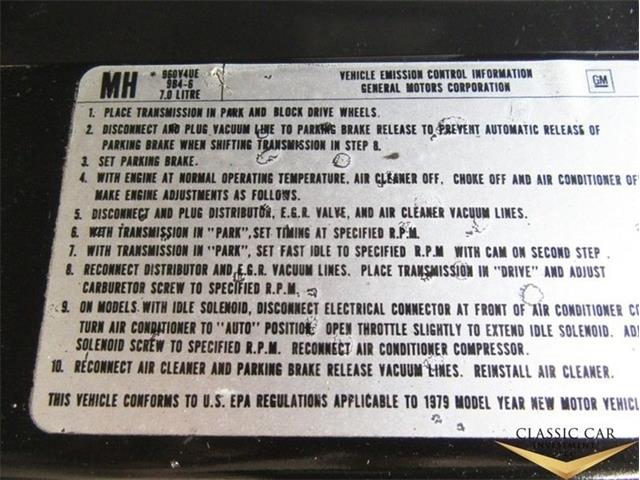 MH * 960V4UE VEHICLE EMISSION CONTROL INFORMATION GM
9B4-6 GENERAL MOTORS CORPORATION
7.0 LITRE
1. PLACE TRANSMISSION IN PARK AND BLOCK DRIVE WHEELS.
2. DISCONNECT AND PLUG VACUUM LINE TO PARKING BRAKE RELEASE TO PREVENT AUTOMATIC RELEASE OF
PARKING BRAKE WHEN SHIFTING TRANSMISSION IN STEP 8.
3. SET PARKING BRAKE.
4. WITH ENGINE AT NORMAL OPERATING TEMPERATURE, AIR CLEANER OFF, CHOKE OFF AND AIR CONDITIONER OF
MAKE ENGINE ADJUSTMENTS AS FOLLOWS.
5. DISCONNECT AND PLUG DISTRIBUTOR, E.G.R. VALVE, AND AIR CLEANER VACUUM LINES.
6. WITH TRANSMISSION IN "PARK", SET TIMING AT SPECIFIED R.P.M.
7. WITH TRANSMISSION IN "PARK", SET FAST IDLE TO SPECIFIED R.P.M WITH CAM ON SECOND STEP.
8. RECONNECT DISTRIBUTOR AND E.G.R. VACUUM LINES. PLACE TRANSMISSION IN "DRIVE" AND ADJUST
CARBURETOR SCREW TO SPECIFIED R.P.M.
9. ON MODELS WITH IDLE SOLENOID, DISCONNECT ELECTRICAL CONNECTOR AT FRONT OF AIR CONDITIONER CO
TURN AIR CONDITIONER TO "AUTO" POSITION. OPEN THROTTLE SLIGHTLY TO EXTEND IDLE SOLENOID. AD
SOLENOID SCREW TO SPECIFIED R.P.M. RECONNECT AIR CONDITIONER COMPRESSOR.
10. RECONNECT AIR CLEANER AND PARKING BRAKE RELEASE VACUUM LINES. REINSTALL AIR CLEANER.
THIS VEHICLE CONFORMS TO U.S. EPA REGULATIONS APPLICABLE TO 1979 MODEL YEAR NEW MOTOR VEHICL
CLASSIC CAR
INVESTMENTS